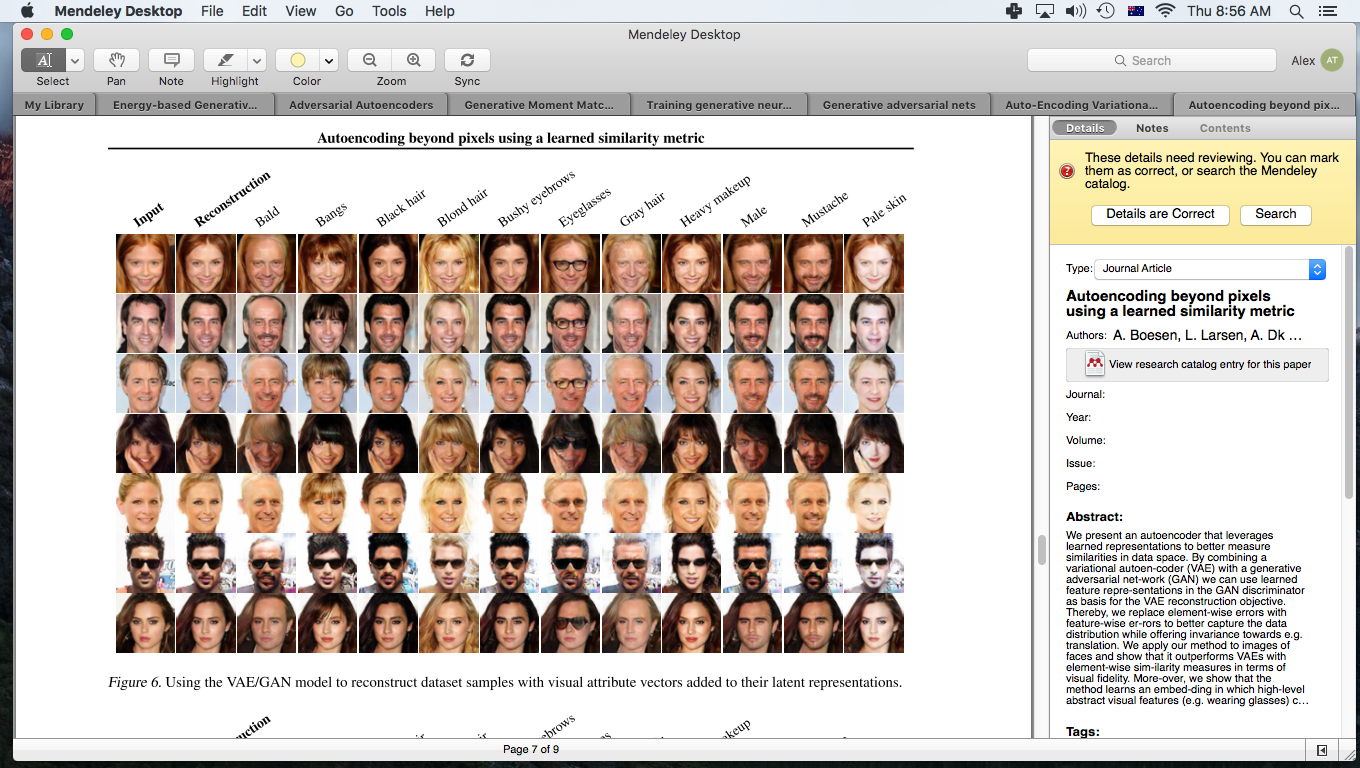 Mendeley Desktop File Edit View Go Tools Help Thu 8:56 AM
Mendeley Desktop
A
Search
Alex AT
Select Pan Note Highlight Color Zoom Sync
My Library Energy-based Generativ... Adversarial Autoencoders Generative Moment Matc... Training generative neur... Generative adversarial nets Auto-Encoding Variationa... Autoencoding beyond pix...
Autoencoding beyond pixels using a learned similarity metric
Input Reconstruction Bald Bangs Black hair Blond hair Bushy eyebrows Eyeglasses Gray hair Heavy makeup Male Mustache Pale skin
Figure 6. Using the VAE/GAN model to reconstruct dataset samples with visual attribute vectors added to their latent representations.
Page 7 of 9
Details Notes Contents
These details need reviewing. You can mark
them as correct, or search the Mendeley
catalog.
Details are Correct Search
Type: Journal Article
Autoencoding beyond pixels
using a learned similarity metric
Authors: A. Boesen, L. Larsen, A. Dk ...
View research catalog entry for this paper
Journal:
Year:
Volume:
Issue:
Pages:
Abstract:
We present an autoencoder that leverages
learned representations to better measure
similarities in data space. By combining a
variational autoen-coder (VAE) with a generative
adversarial net-work (GAN) we can use learned
feature repre-sentations in the GAN discriminator
as basis for the VAE reconstruction objective.
Thereby, we replace element-wise errors with
feature-wise er-rors to better capture the data
distribution while offering invariance towards e.g.
translation. We apply our method to images of
faces and show that it outperforms VAEs with
element-wise sim-ilarity measures in terms of
visual fidelity. More-over, we show that the
method learns an embed-ding in which high-level
abstract visual features (e.g. wearing glasses) c...
Tags: